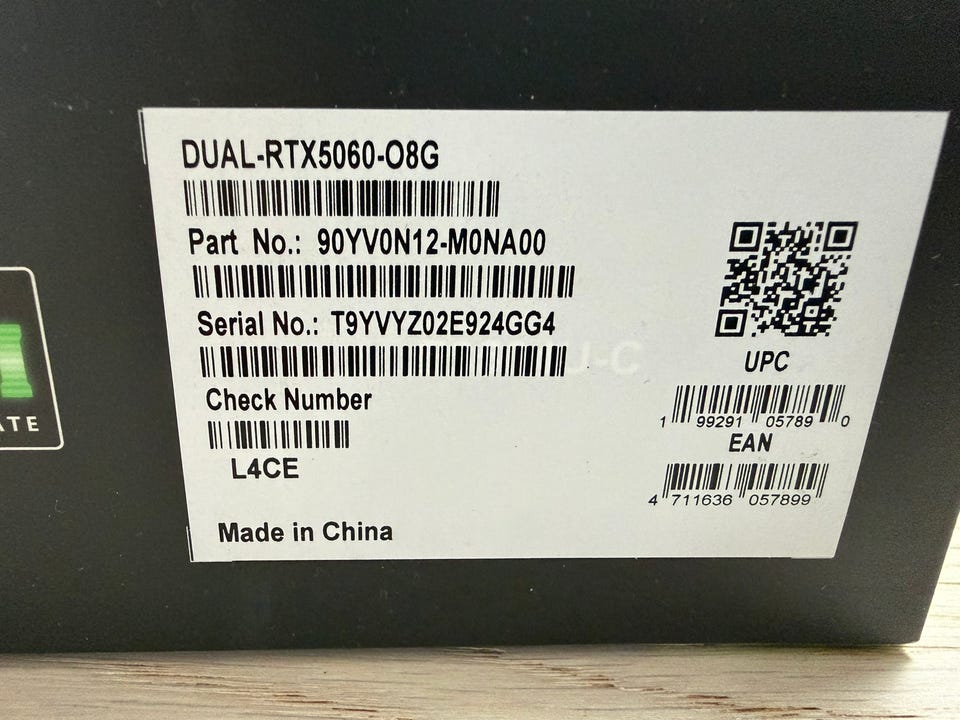 DUAL-RTX5060-O8G
Part No.: 90YV0N12-M0NA00
Serial No.: T9YVYZ02E924GG4
Check Number
L4CE
Made in China
UPC
1 99291 05789 0
EAN
4 711636 057899
ATE
U-C